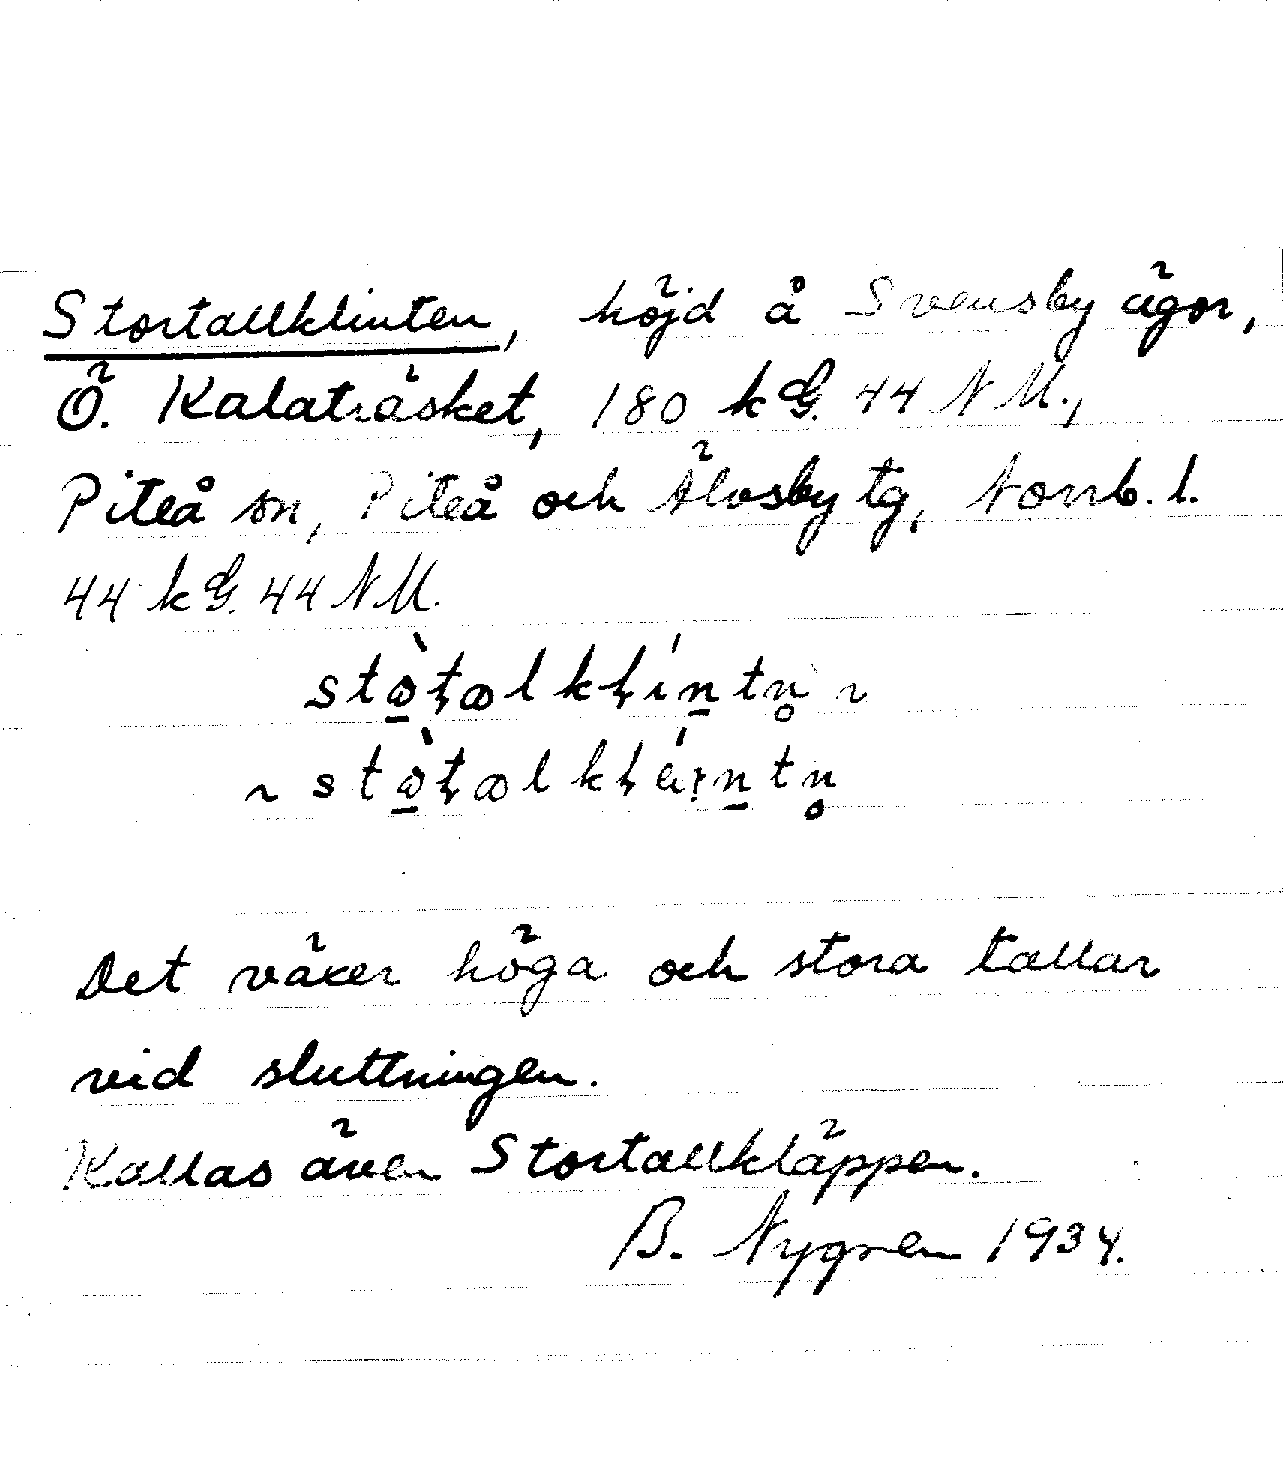 Stortallklinten, höjd å Svensby ägor,
Ö. Kalaträsket, 180 kG. 44 NM.,
Piteå sn, Piteå och Älvsby tg, Norrb. l.
44 kG. 44 NM.
~
~
Det växer höga och stora tallar
vid sluttningen.
Kallas även Stortallkläppen.
B. Nygren 1934.